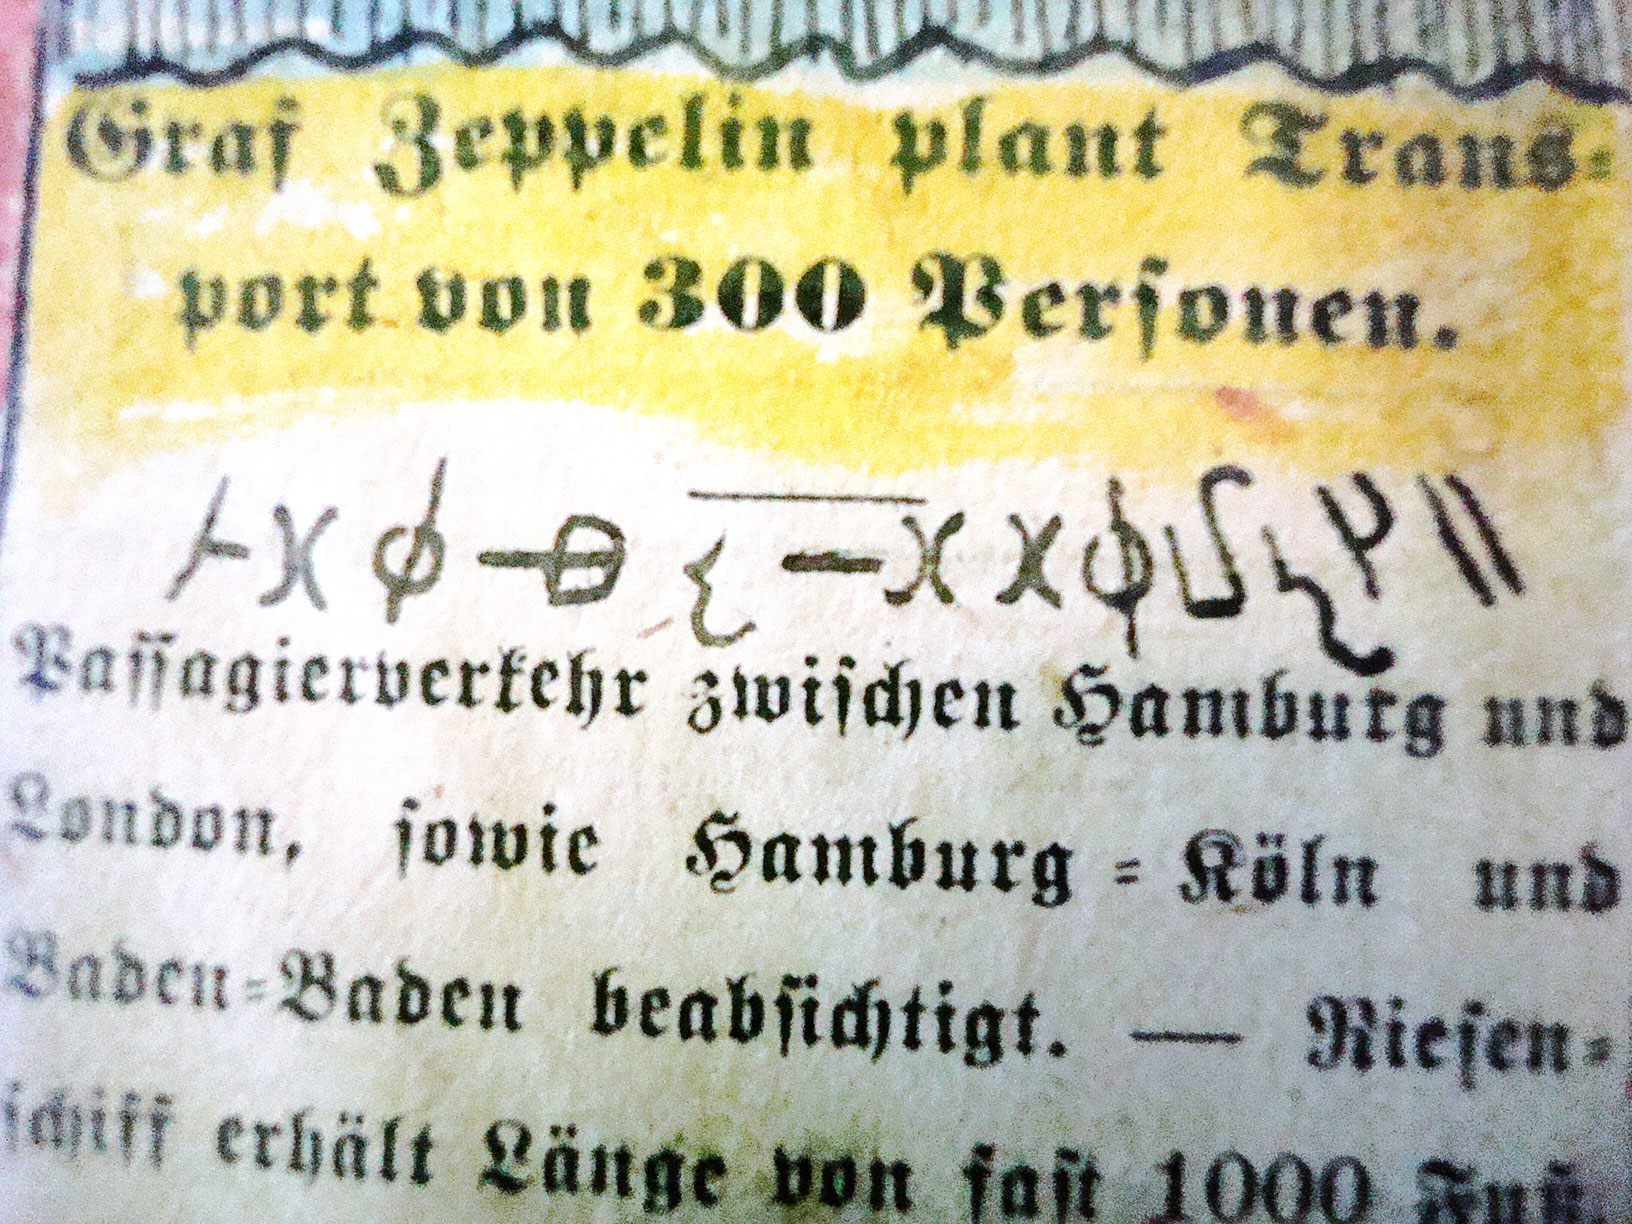 Graf Zeppelin plant Trans-
port von 300 Personen.
Passagierverkehr zwischen Hamburg und
London, sowie Hamburg-Köln und
Baden-Baden beabsichtigt. — Riesen-
schiff erhält Länge von fast 1000 Fuß